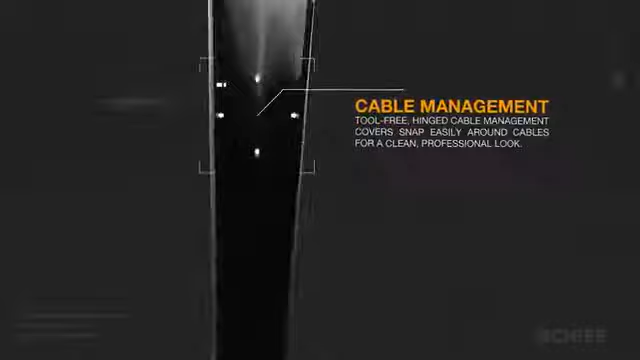 CABLE MANAGEMENT
TOOL-FREE, HINGED CABLE MANAGEMENT
COVERS SNAP EASILY AROUND CABLES
FOR A CLEAN, PROFESSIONAL LOOK.